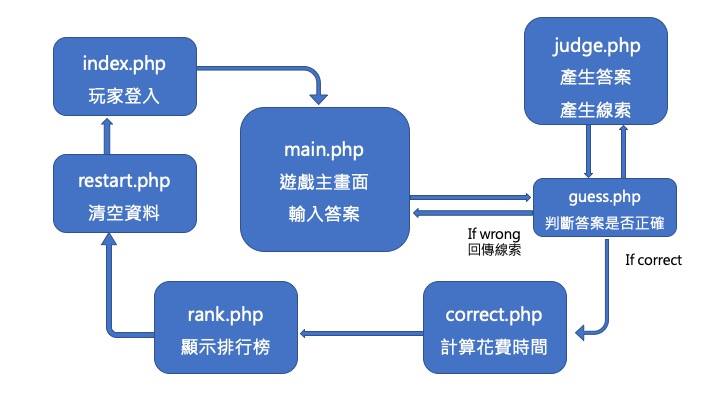 index.php
玩家登入
judge.php
產生答案
產生線索
main.php
遊戲主畫面
輸入答案
restart.php
清空資料
guess.php
判斷答案是否正確
If wrong
回傳線索
If correct
rank.php
顯示排行榜
correct.php
計算花費時間